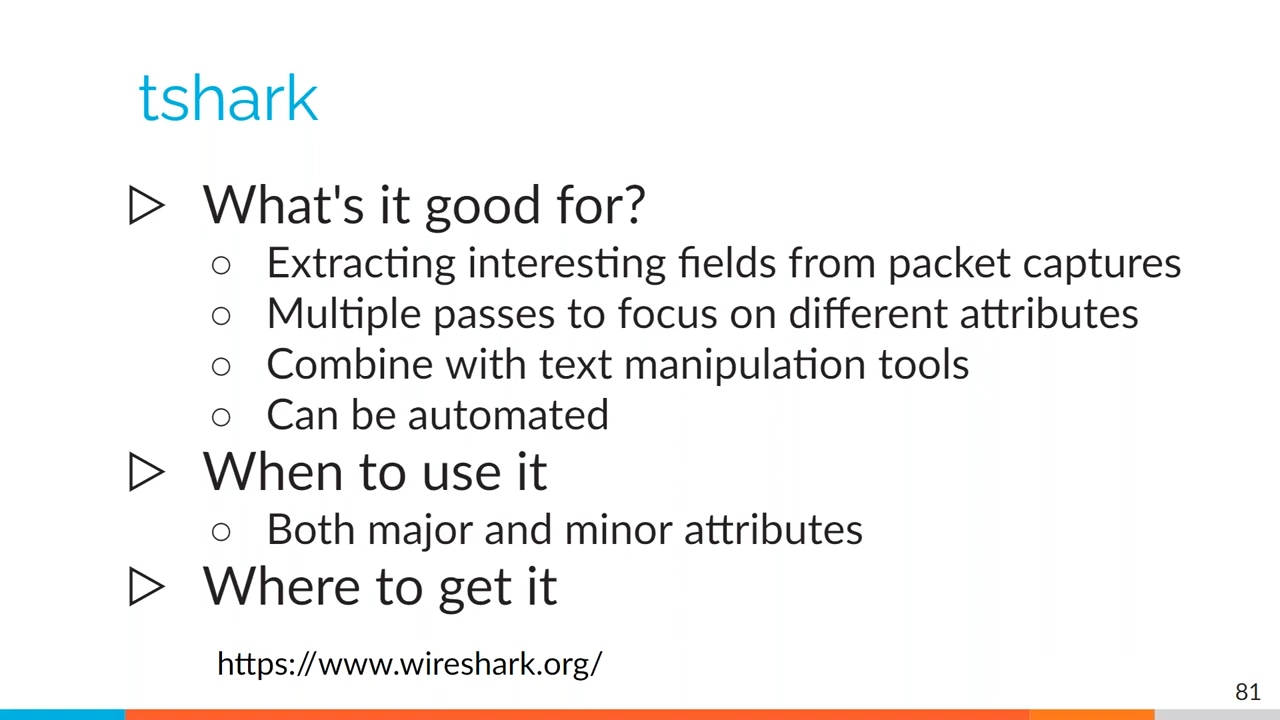 tshark
▷ What's it good for?
○ Extracting interesting fields from packet captures
○ Multiple passes to focus on different attributes
○ Combine with text manipulation tools
○ Can be automated
▷ When to use it
○ Both major and minor attributes
▷ Where to get it
https://www.wireshark.org/
81